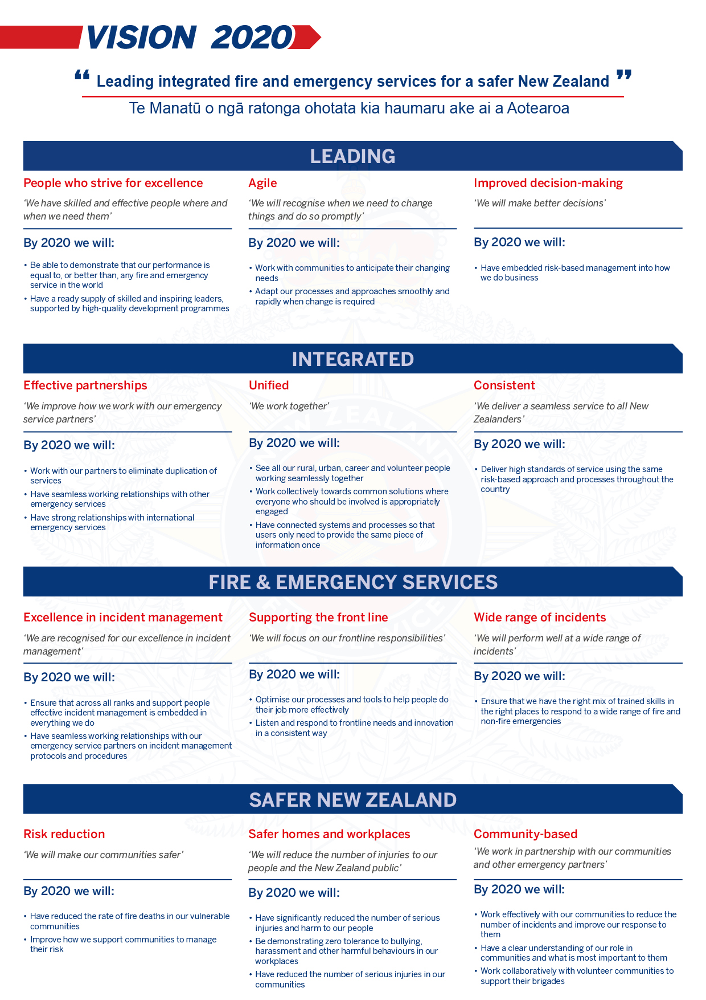 VISION 2020
“ Leading integrated fire and emergency services for a safer New Zealand ”
Te Manatū o ngā ratonga ohotata kia haumaru ake ai a Aotearoa
LEADING
People who strive for excellence
‘We have skilled and effective people where and
when we need them’
By 2020 we will:
• Be able to demonstrate that our performance is
equal to, or better than, any fire and emergency
service in the world
• Have a ready supply of skilled and inspiring leaders,
supported by high-quality development programmes
Agile
‘We will recognise when we need to change
things and do so promptly’
By 2020 we will:
• Work with communities to anticipate their changing
needs
• Adapt our processes and approaches smoothly and
rapidly when change is required
Improved decision-making
‘We will make better decisions’
By 2020 we will:
• Have embedded risk-based management into how
we do business
INTEGRATED
Effective partnerships
‘We improve how we work with our emergency
service partners’
By 2020 we will:
• Work with our partners to eliminate duplication of
services
• Have seamless working relationships with other
emergency services
• Have strong relationships with international
emergency services
Unified
‘We work together’
By 2020 we will:
• See all our rural, urban, career and volunteer people
working seamlessly together
• Work collectively towards common solutions where
everyone who should be involved is appropriately
engaged
• Have connected systems and processes so that
users only need to provide the same piece of
information once
Consistent
‘We deliver a seamless service to all New
Zealanders’
By 2020 we will:
• Deliver high standards of service using the same
risk-based approach and processes throughout the
country
NEW ZEALAND
FIRE & EMERGENCY SERVICES
Excellence in incident management
‘We are recognised for our excellence in incident
management’
By 2020 we will:
• Ensure that across all ranks and support people
effective incident management is embedded in
everything we do
• Have seamless working relationships with our
emergency service partners on incident management
protocols and procedures
Supporting the front line
‘We will focus on our frontline responsibilities’
By 2020 we will:
• Optimise our processes and tools to help people do
their job more effectively
• Listen and respond to frontline needs and innovation
in a consistent way
Wide range of incidents
‘We will perform well at a wide range of
incidents’
By 2020 we will:
• Ensure that we have the right mix of trained skills in
the right places to respond to a wide range of fire and
non-fire emergencies
SAFER NEW ZEALAND
Risk reduction
‘We will make our communities safer’
By 2020 we will:
• Have reduced the rate of fire deaths in our vulnerable
communities
• Improve how we support communities to manage
their risk
Safer homes and workplaces
‘We will reduce the number of injuries to our
people and the New Zealand public’
By 2020 we will:
• Have significantly reduced the number of serious
injuries and harm to our people
• Be demonstrating zero tolerance to bullying,
harassment and other harmful behaviours in our
workplaces
• Have reduced the number of serious injuries in our
communities
Community-based
‘We work in partnership with our communities
and other emergency partners’
By 2020 we will:
• Work effectively with our communities to reduce the
number of incidents and improve our response to
them
• Have a clear understanding of our role in
communities and what is most important to them
• Work collaboratively with volunteer communities to
support their brigades